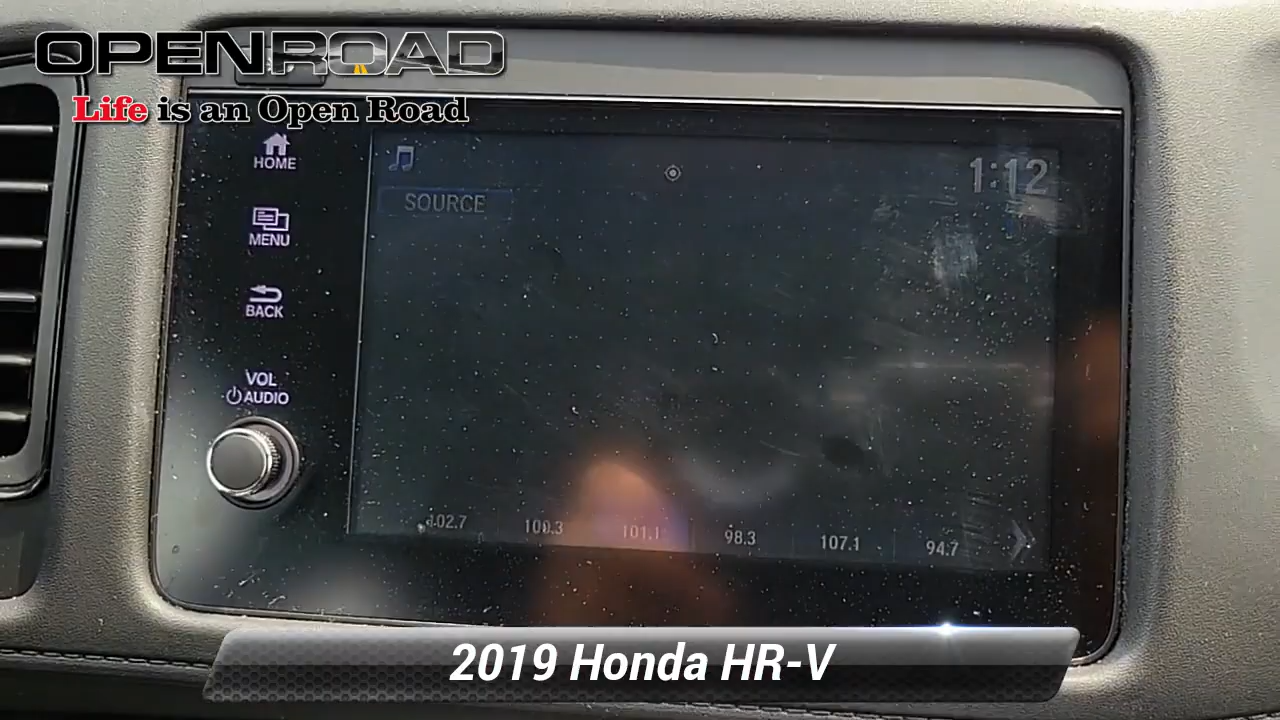 OPENROAD
Life is an Open Road
HOME
1:12
SOURCE
MENU
BACK
VOL
AUDIO
102.7 100.3 101.1 98.3 107.1 94.7
2019 Honda HR-V